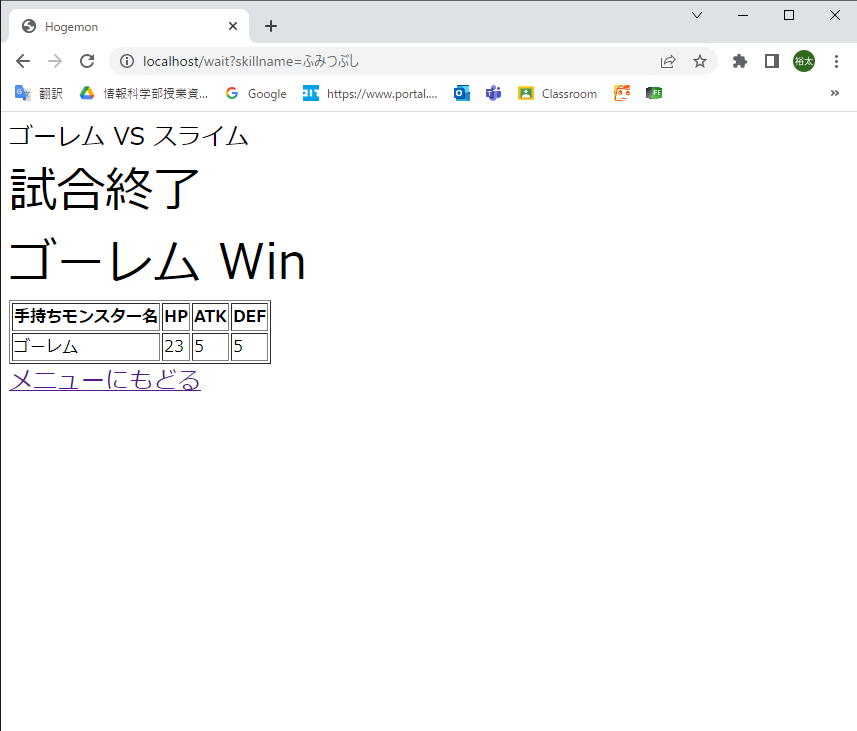 Hogemon
localhost/wait?skillname=ふみつぶし
裕太
翻訳
情報科学部授業資...
Google
https://www.portal....
Classroom
»
ゴーレム VS スライム
試合終了
ゴーレム Win
手持ちモンスター名 HP ATK DEF
ゴーレム 23 5 5
メニューにもどる